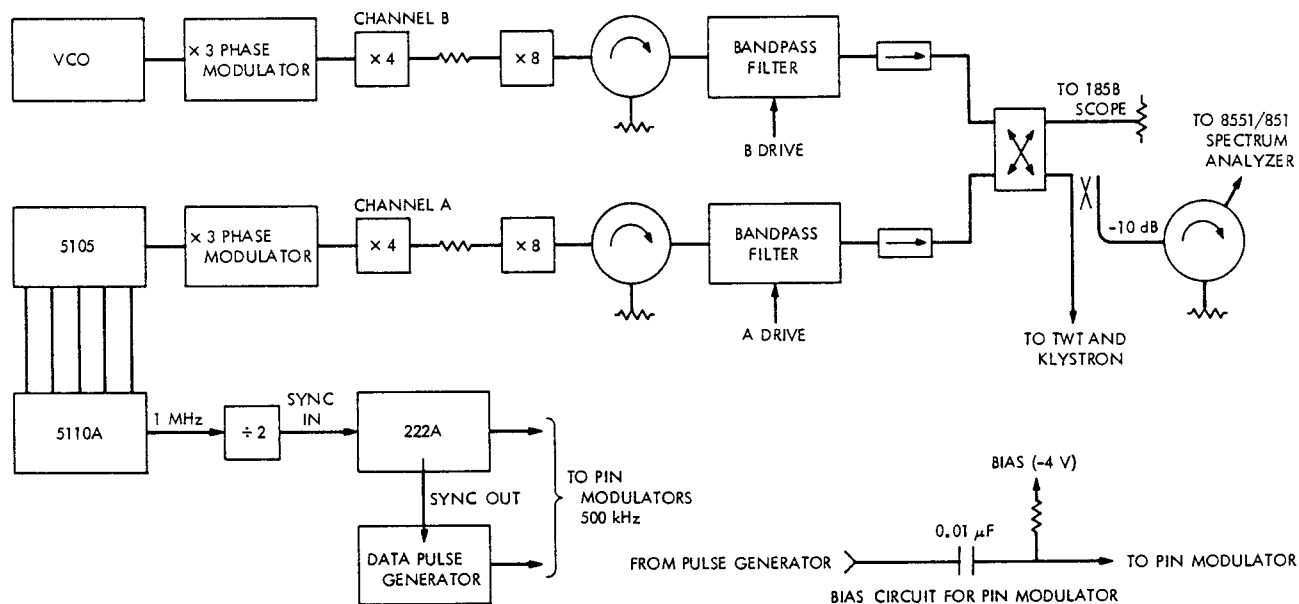 CHANNEL B
VCO
× 3 PHASE
MODULATOR
× 4
× 8
BANDPASS
FILTER
B DRIVE
TO 185B
SCOPE
TO 8551/851
SPECTRUM
ANALYZER
CHANNEL A
5105
× 3 PHASE
MODULATOR
× 4
× 8
BANDPASS
FILTER
A DRIVE
-10 dB
TO TWT AND
KLYSTRON
5110A
1 MHz
÷ 2
SYNC
IN
222A
SYNC OUT
DATA PULSE
GENERATOR
TO PIN
MODULATORS
500 kHz
BIAS (-4 V)
0.01 μF
FROM PULSE GENERATOR
TO PIN MODULATOR
BIAS CIRCUIT FOR PIN MODULATOR